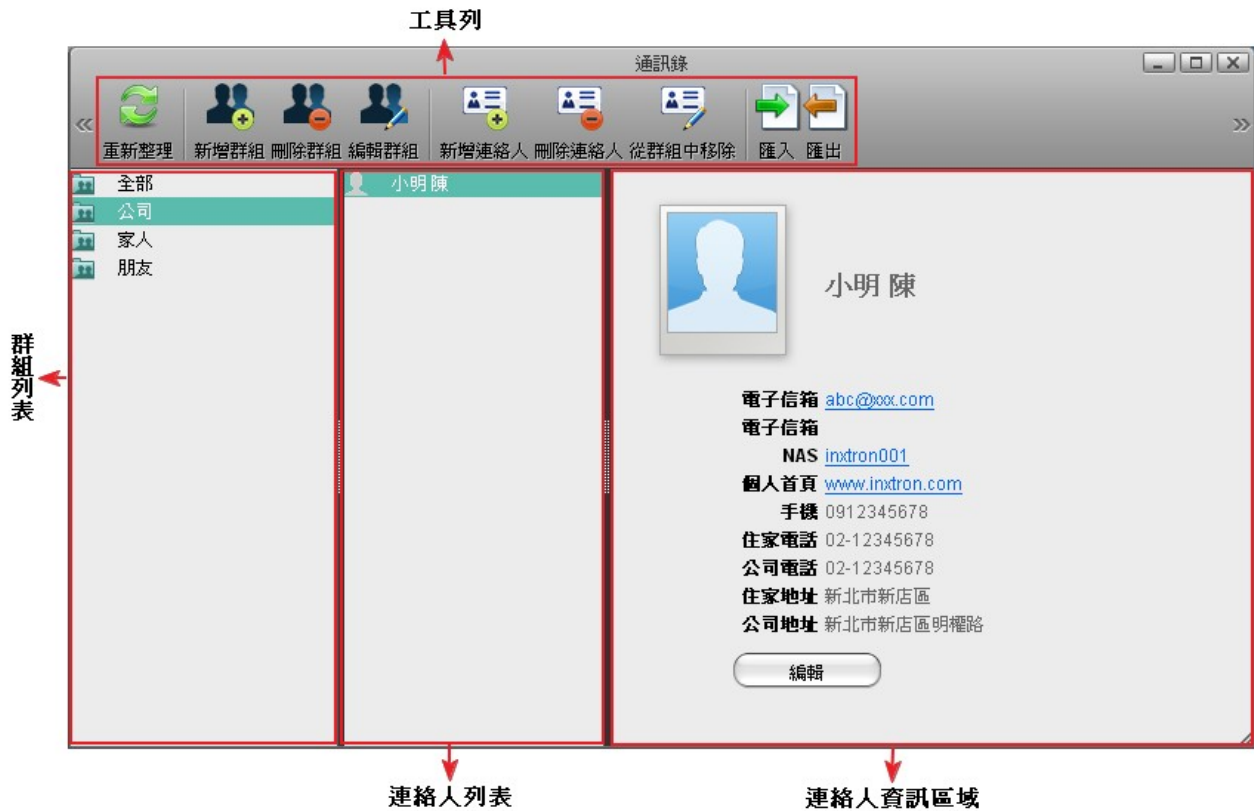 工具列
通訊錄
重新整理 新增群組 刪除群組 編輯群組 新增連絡人 刪除連絡人 從群組中移除 匯入 匯出
全部
公司
家人
朋友
群組列表
小明 陳
小明 陳
電子信箱 abc@xxx.com
電子信箱
NAS inxtron001
個人首頁 www.inxtron.com
手機 0912345678
住家電話 02-12345678
公司電話 02-12345678
住家地址 新北市新店區
公司地址 新北市新店區明權路
編輯
連絡人列表
連絡人資訊區域